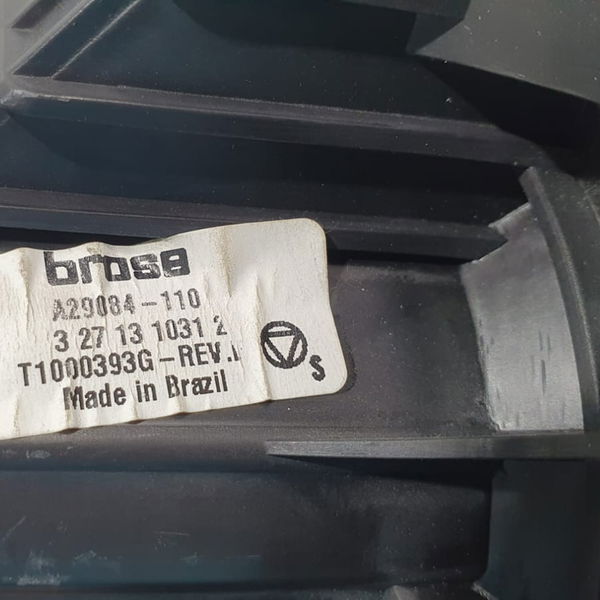 brose
A29084-110
3 27 13 1031 2
T1000393G-REV.
Made in Brazil
S